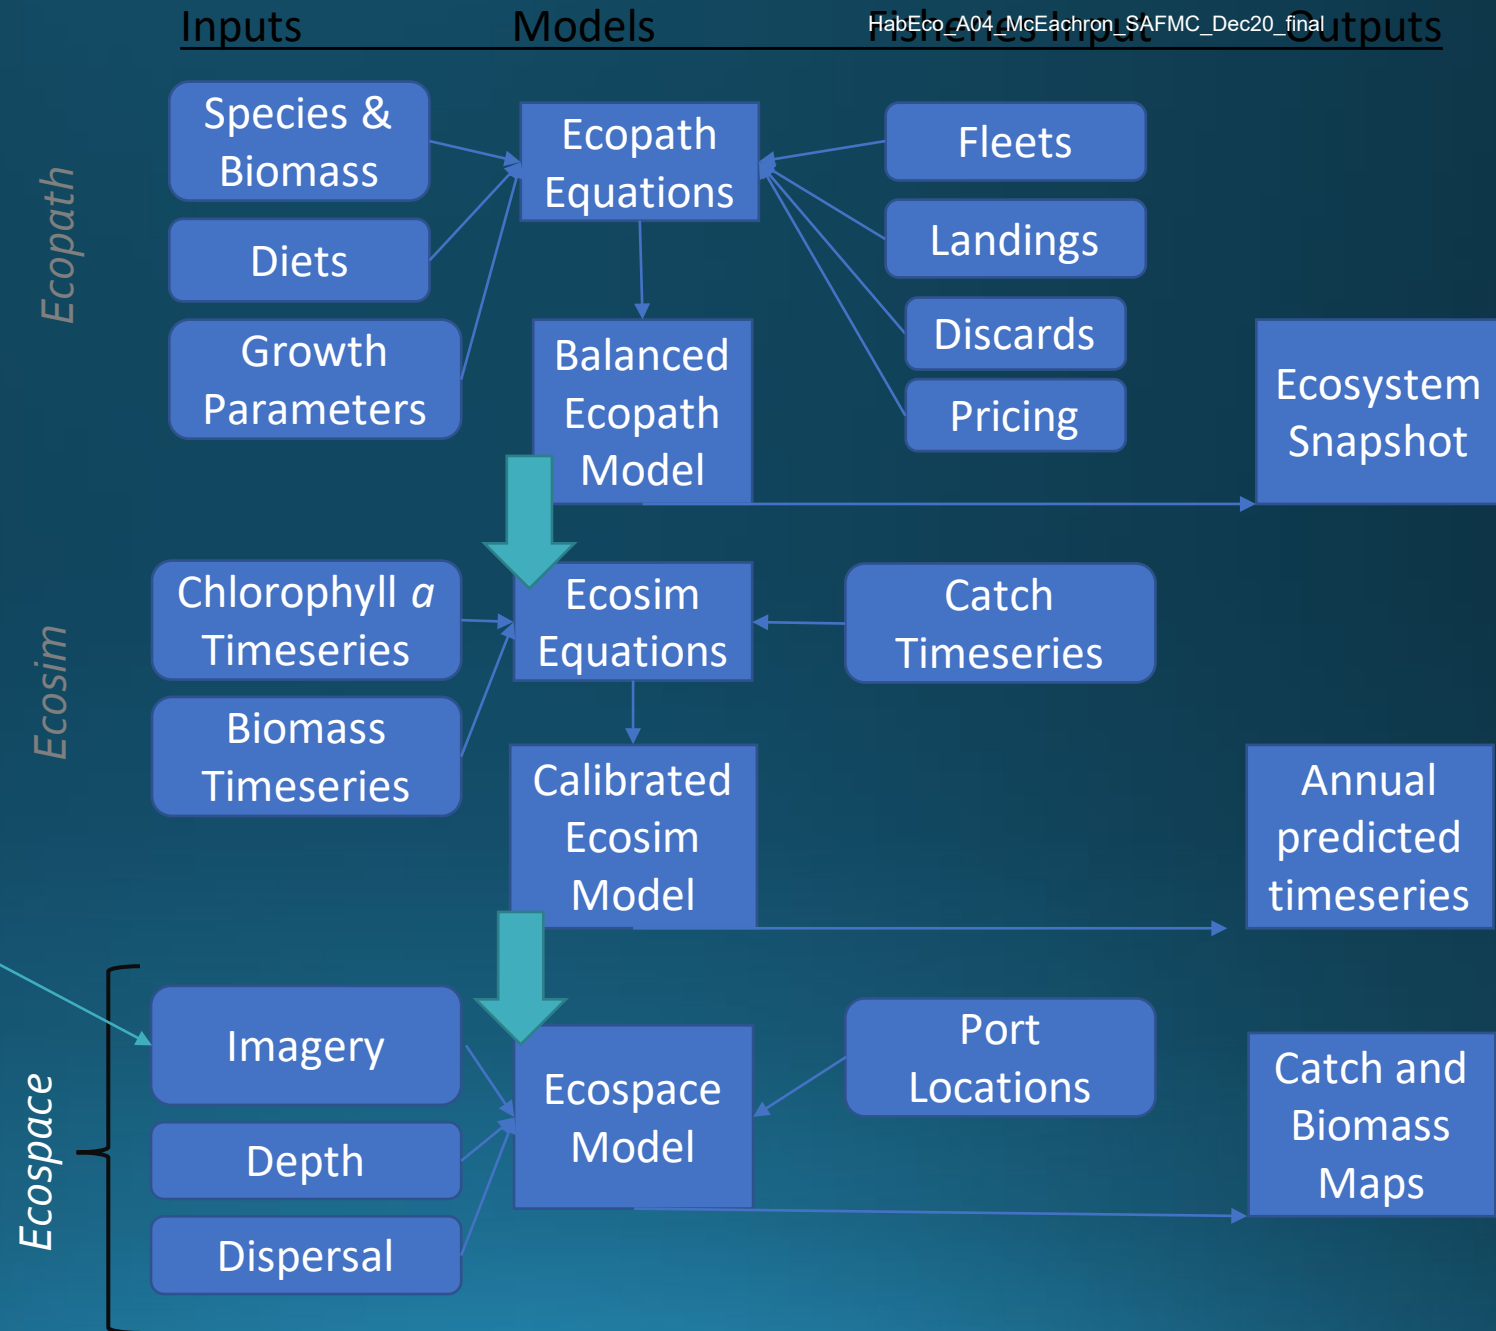 Inputs
Models
Fisheries Input
Outputs
HabEco_A04_McEachron_SAFMC_Dec20_final
Ecopath
Species &
Biomass
Diets
Growth
Parameters
Ecopath
Equations
Balanced
Ecopath
Model
Fleets
Landings
Discards
Pricing
Ecosystem
Snapshot
Ecosim
Chlorophyll a
Timeseries
Biomass
Timeseries
Ecosim
Equations
Calibrated
Ecosim
Model
Catch
Timeseries
Annual
predicted
timeseries
Ecospace
Imagery
Depth
Dispersal
Ecospace
Model
Port
Locations
Catch and
Biomass
Maps